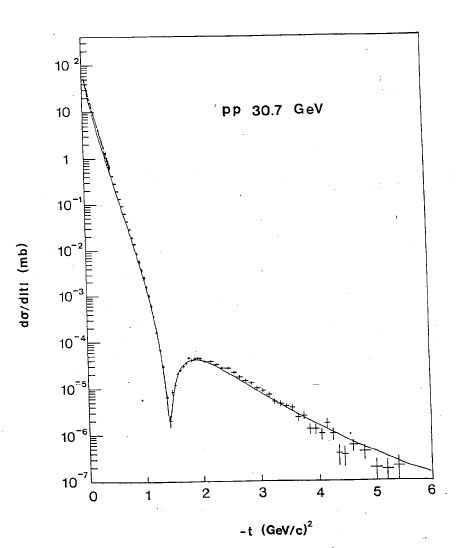 pp 30.7 GeV
dσ/d|t| (mb)
10²
10
1
10⁻¹
10⁻²
10⁻³
10⁻⁴
10⁻⁵
10⁻⁶
10⁻⁷
0 1 2 3 4 5 6
-t (GeV/c)²